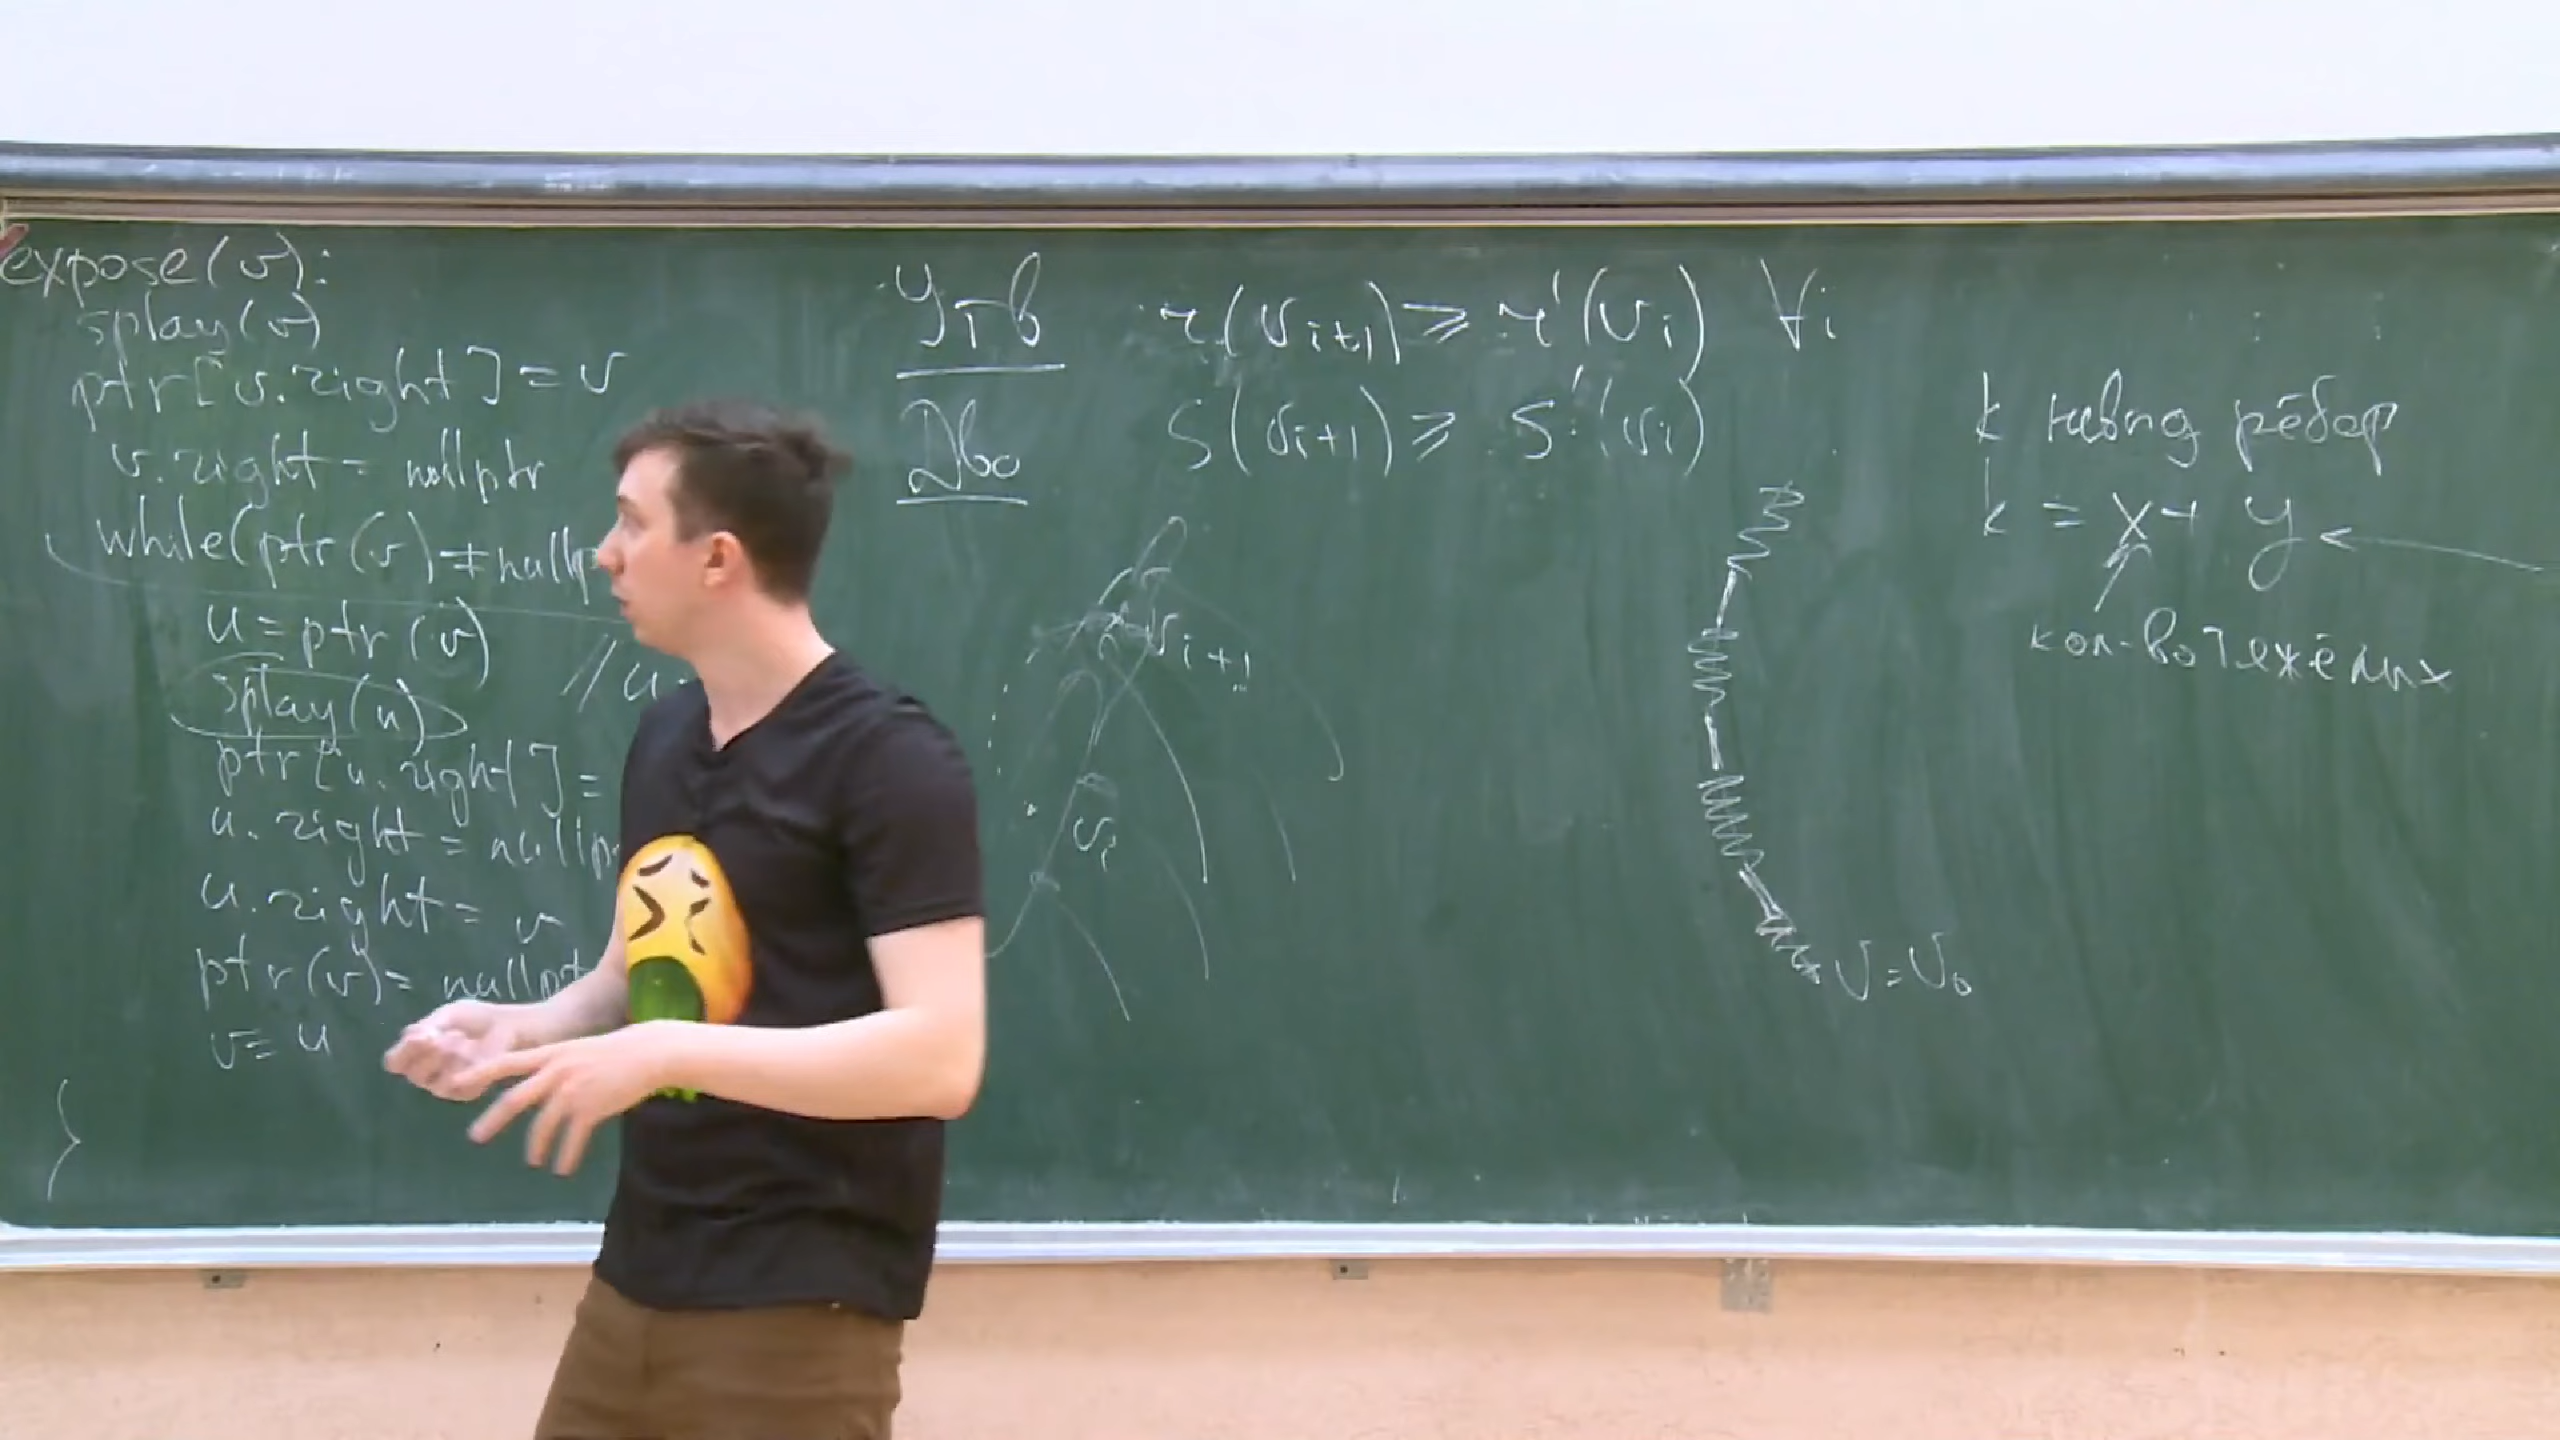 expose(v):
splay(v)
ptr[v.right] = v
v.right = nullptr
while(ptr(v) ≠ nullp
u = ptr(v)
// u.
splay(u)
ptr[u.right] =
u.right = nullp
u.right = v
ptr(v) = nullpt
v = u
}
Утв r(v_{i+1}) ≥ r'(v_i) ∀i
Д-во S(v_{i+1}) ≥ S'(v_i)
v_{i+1}
v_i
v = v_0
k рёбер
k = x + y
кол-во тяжёлых